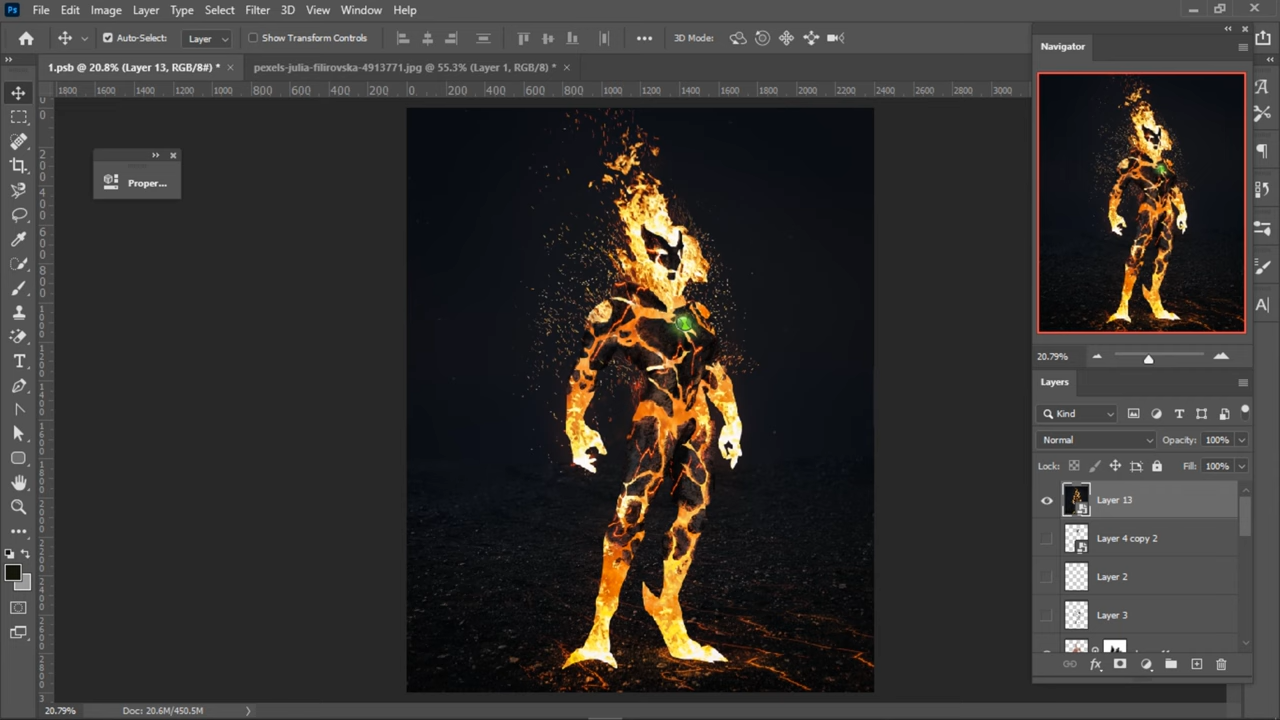 Ps File Edit Image Layer Type Select Filter 3D View Window Help
Auto-Select: Layer Show Transform Controls 3D Mode:
1.psb @ 20.8% (Layer 13, RGB/8#) * pexels-julia-filirovska-4913771.jpg @ 55.3% (Layer 1, RGB/8) *
1800 1600 1400 1200 1000 800 600 400 200 0 200 400 600 800 1000 1200 1400 1600 1800 2000 2200 2400 2600 2800 3000
Navigator
Proper...
20.79%
Layers
Kind
Normal Opacity: 100%
Lock: Fill: 100%
Layer 13
Layer 4 copy 2
Layer 2
Layer 3
20.79% Doc: 20.6M/450.5M